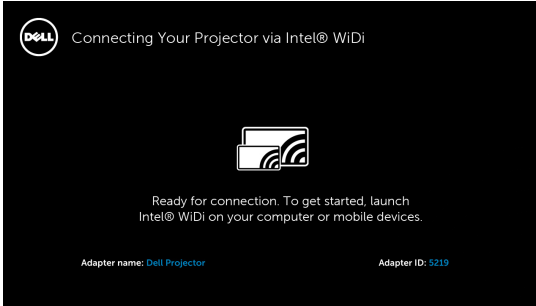 DELL
Connecting Your Projector via Intel® WiDi
Ready for connection. To get started, launch
Intel® WiDi on your computer or mobile devices.
Adapter name: Dell Projector
Adapter ID: 5219